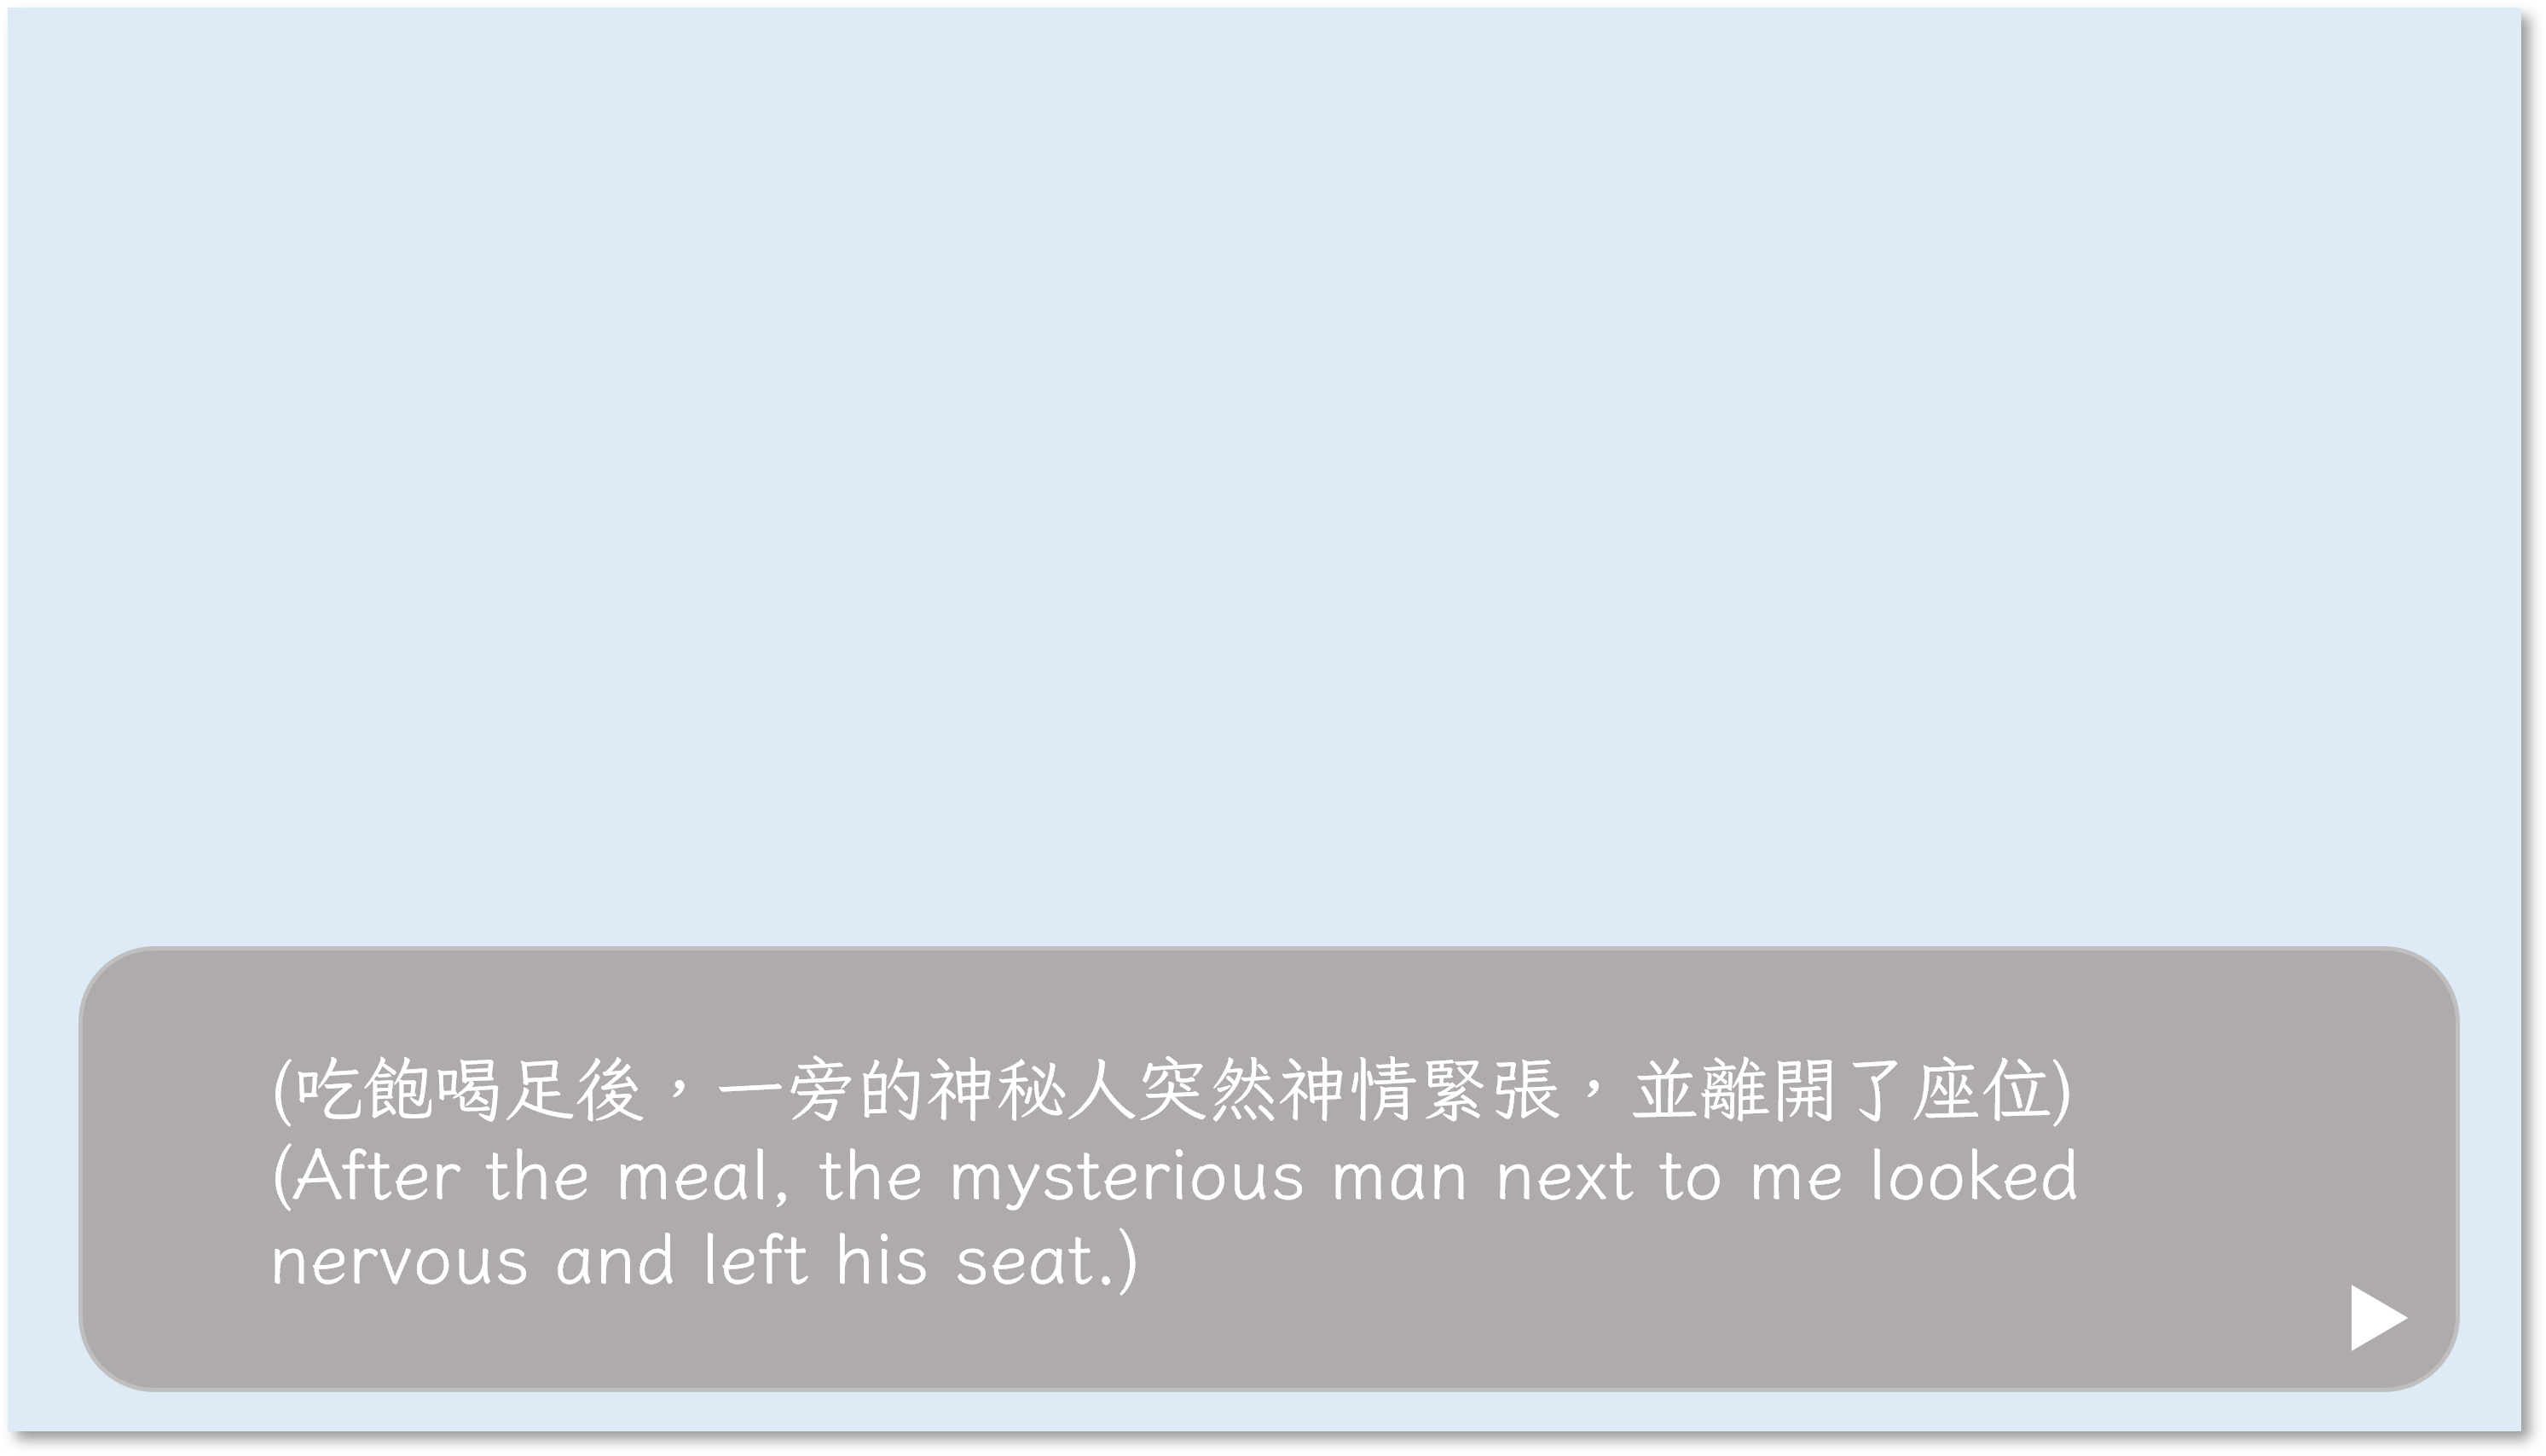 (吃飽喝足後，一旁的神秘人突然神情緊張，並離開了座位)
(After the meal, the mysterious man next to me looked
nervous and left his seat.)